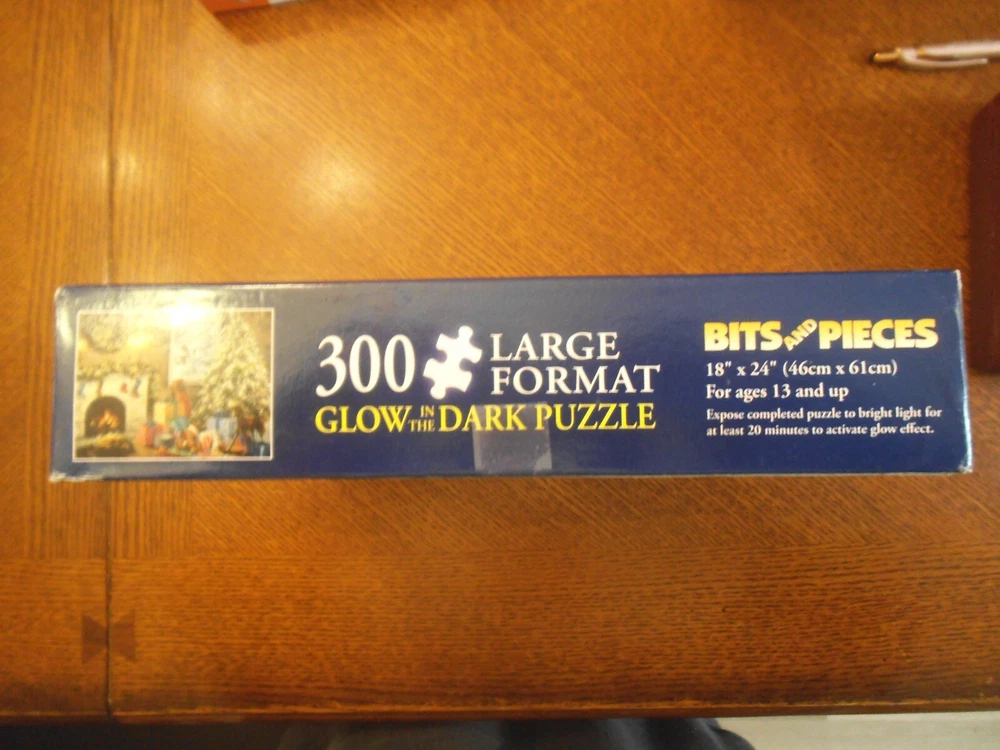 300 LARGE FORMAT
GLOW IN THE DARK PUZZLE
BITS AND PIECES
18" x 24" (46cm x 61cm)
For ages 13 and up
Expose completed puzzle to bright light for
at least 20 minutes to activate glow effect.